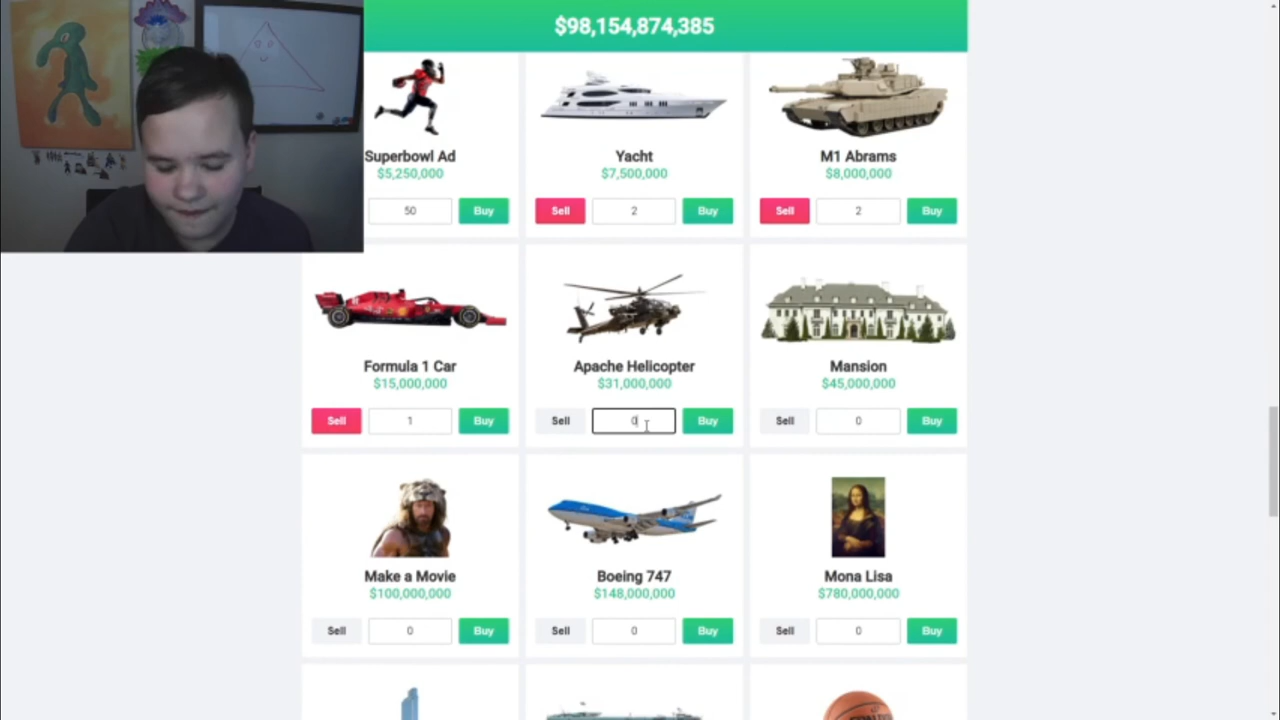 $98,154,874,385
Superbowl Ad
$5,250,000
50
Buy
Yacht
$7,500,000
Sell
2
Buy
M1 Abrams
$8,000,000
Sell
2
Buy
Formula 1 Car
$15,000,000
Sell
1
Buy
Apache Helicopter
$31,000,000
Sell
0
Buy
Mansion
$45,000,000
Sell
0
Buy
Make a Movie
$100,000,000
Sell
0
Buy
Boeing 747
$148,000,000
Sell
0
Buy
Mona Lisa
$780,000,000
Sell
0
Buy
SPALDING